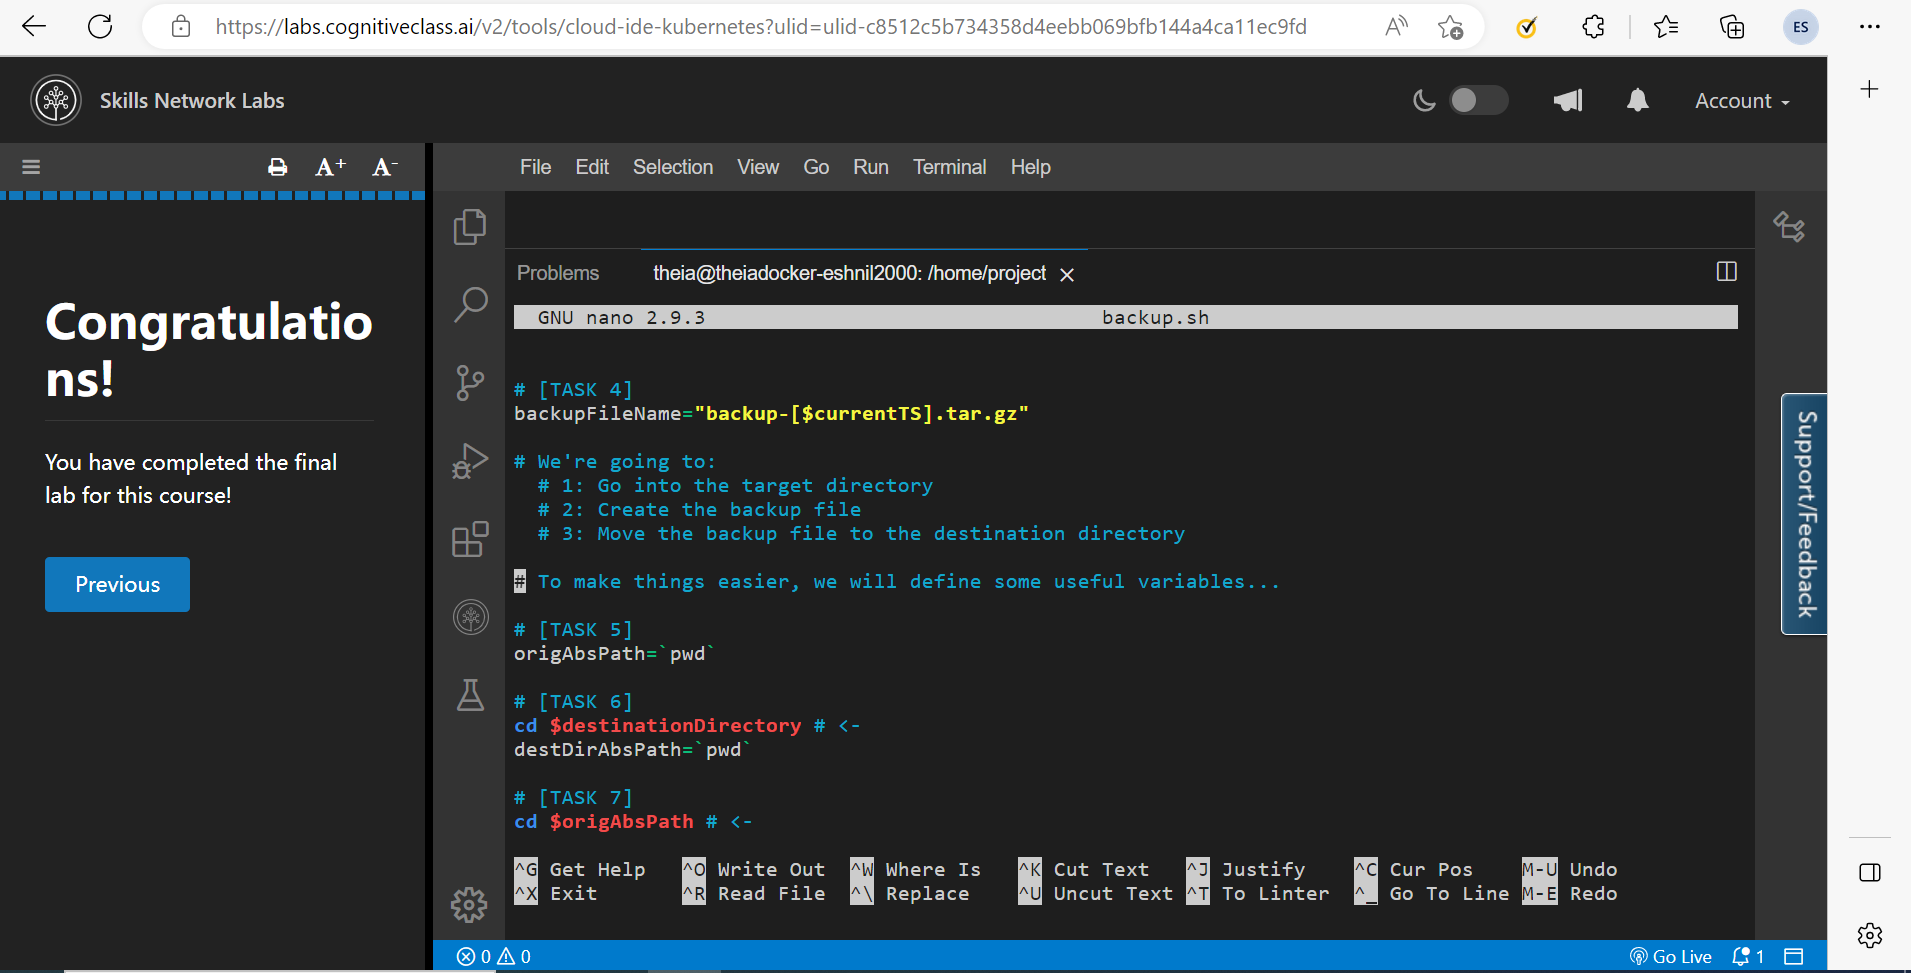 https://labs.cognitiveclass.ai/v2/tools/cloud-ide-kubernetes?ulid=ulid-c8512c5b734358d4eebb069bfb144a4ca11ec9fd
A
ES
Skills Network Labs
Account
A+
A-
File Edit Selection View Go Run Terminal Help
Congratulatio
ns!
You have completed the final
lab for this course!
Previous
Problems
theia@theiadocker-eshnil2000: /home/project
GNU nano 2.9.3 backup.sh
# [TASK 4]
backupFileName="backup-[$currentTS].tar.gz"
# We're going to:
# 1: Go into the target directory
# 2: Create the backup file
# 3: Move the backup file to the destination directory
# To make things easier, we will define some useful variables...
# [TASK 5]
origAbsPath=`pwd`
# [TASK 6]
cd $destinationDirectory # <-
destDirAbsPath=`pwd`
# [TASK 7]
cd $origAbsPath # <-
^G Get Help ^O Write Out ^W Where Is ^K Cut Text ^J Justify ^C Cur Pos M-U Undo
^X Exit ^R Read File ^\ Replace ^U Uncut Text ^T To Linter ^_ Go To Line M-E Redo
Support/Feedback
0 0
Go Live 1